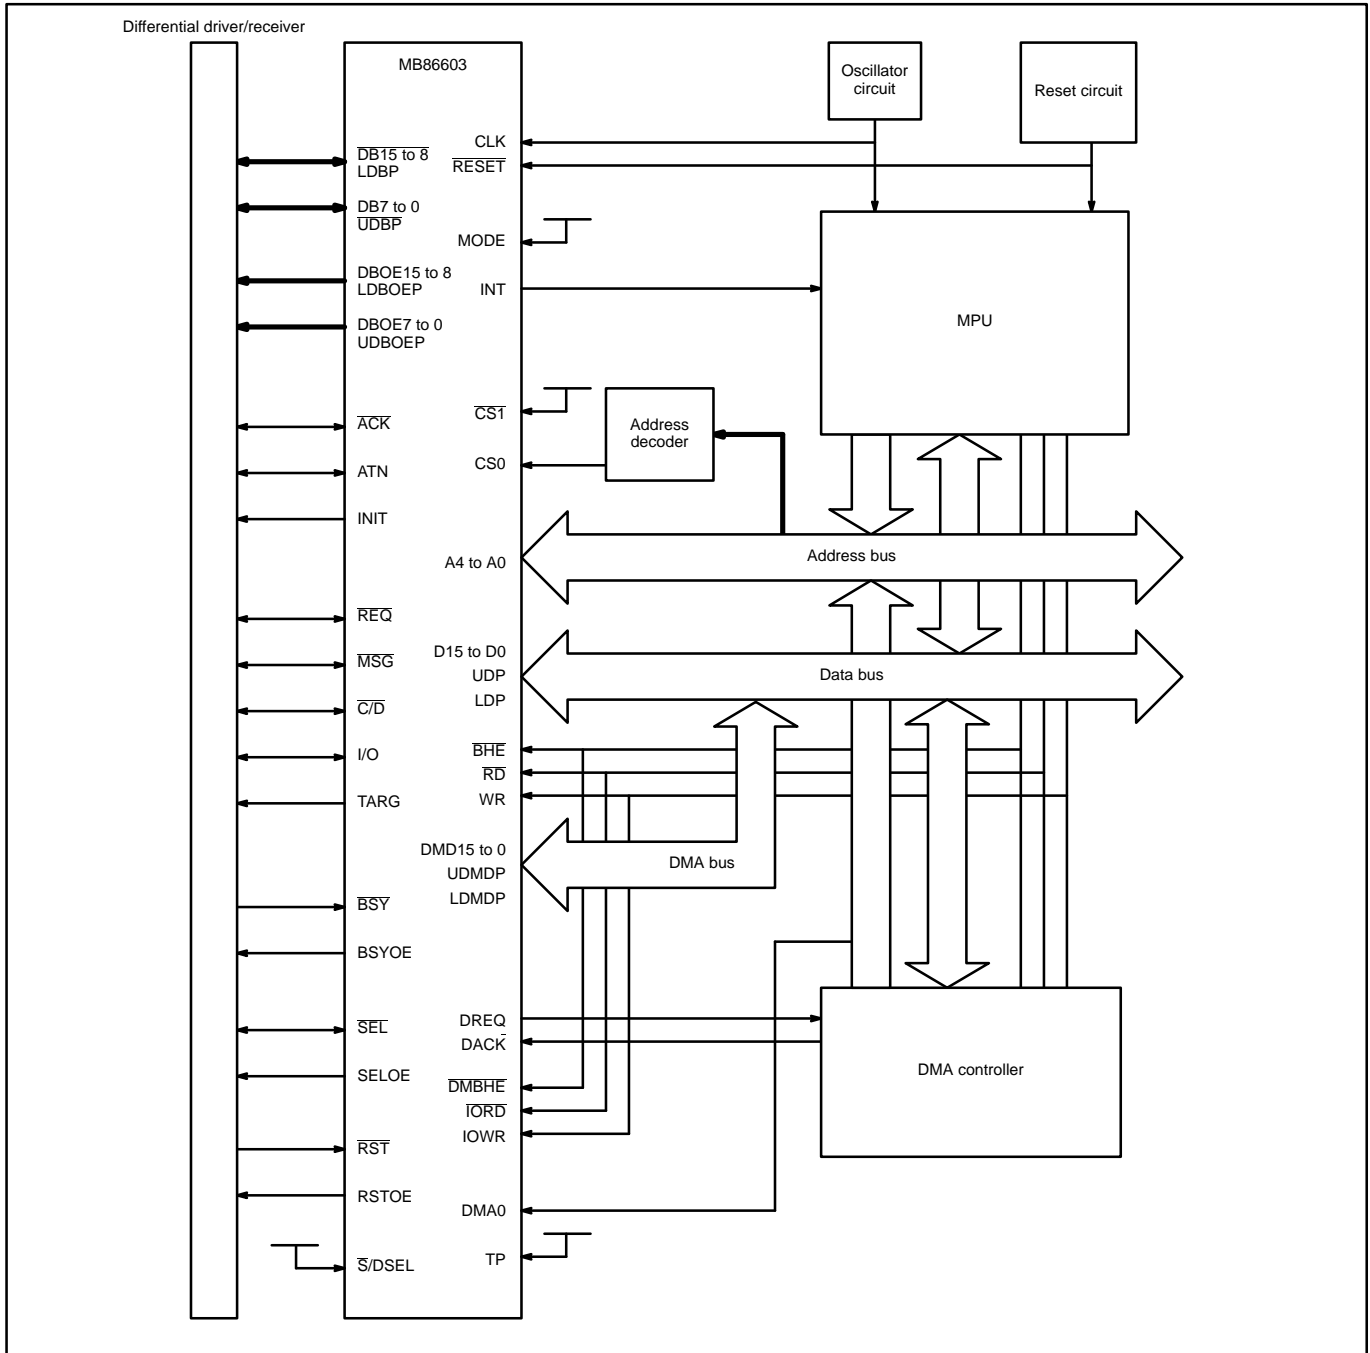 Differential driver/receiver
MB86603
Oscillator
circuit
Reset circuit
CLK
RESET
DB15 to 8
LDBP
DB7 to 0
UDBP
MODE
DBOE15 to 8
LDBOEP
INT
DBOE7 to 0
UDBOEP
MPU
CS1
Address
decoder
ACK
CS0
ATN
INIT
A4 to A0
Address bus
REQ
D15 to D0
UDP
LDP
Data bus
MSG
C/D
I/O
BHE
RD
WR
TARG
DMD15 to 0
UDMDP
LDMDP
DMA bus
BSY
BSYOE
DREQ
DACK
SEL
DMA controller
SELOE
DMBHE
IORD
IOWR
RST
RSTOE
DMA0
S/DSEL
TP